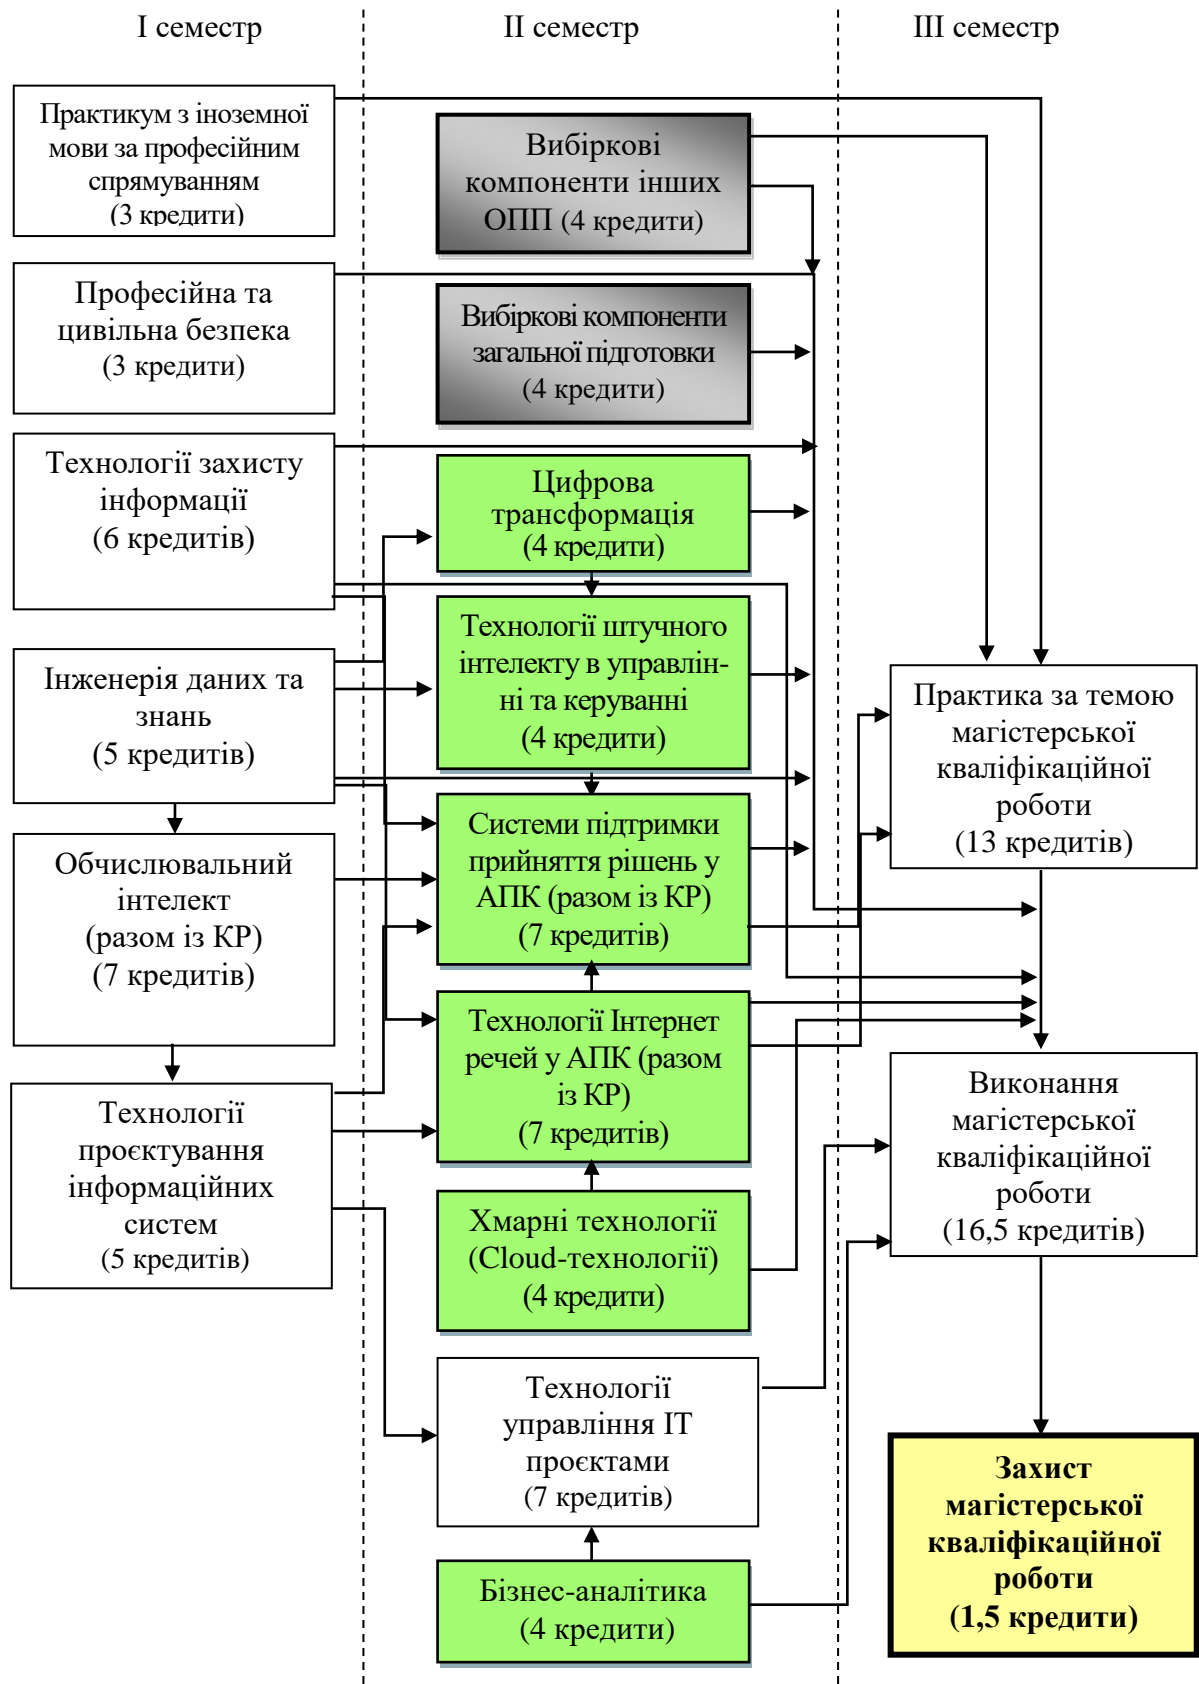 І семестр
ІІ семестр
ІІІ семестр
Практикум з іноземної
мови за професійним
спрямуванням
(3 кредити)
Професійна та
цивільна безпека
(3 кредити)
Технології захисту
інформації
(6 кредитів)
Інженерія даних та
знань
(5 кредитів)
Обчислювальний
інтелект
(разом із КР)
(7 кредитів)
Технології
проєктування
інформаційних
систем
(5 кредитів)
Вибіркові
компоненти інших
ОПП (4 кредити)
Вибіркові компоненти
загальної підготовки
(4 кредити)
Цифрова
трансформація
(4 кредити)
Технології штучного
інтелекту в управлін-
ні та керуванні
(4 кредити)
Системи підтримки
прийняття рішень у
АПК (разом із КР)
(7 кредитів)
Технології Інтернет
речей у АПК (разом
із КР)
(7 кредитів)
Хмарні технології
(Cloud-технології)
(4 кредити)
Технології
управління ІТ
проєктами
(7 кредитів)
Бізнес-аналітика
(4 кредити)
Практика за темою
магістерської
кваліфікаційної
роботи
(13 кредитів)
Виконання
магістерської
кваліфікаційної
роботи
(16,5 кредитів)
Захист
магістерської
кваліфікаційної
роботи
(1,5 кредити)